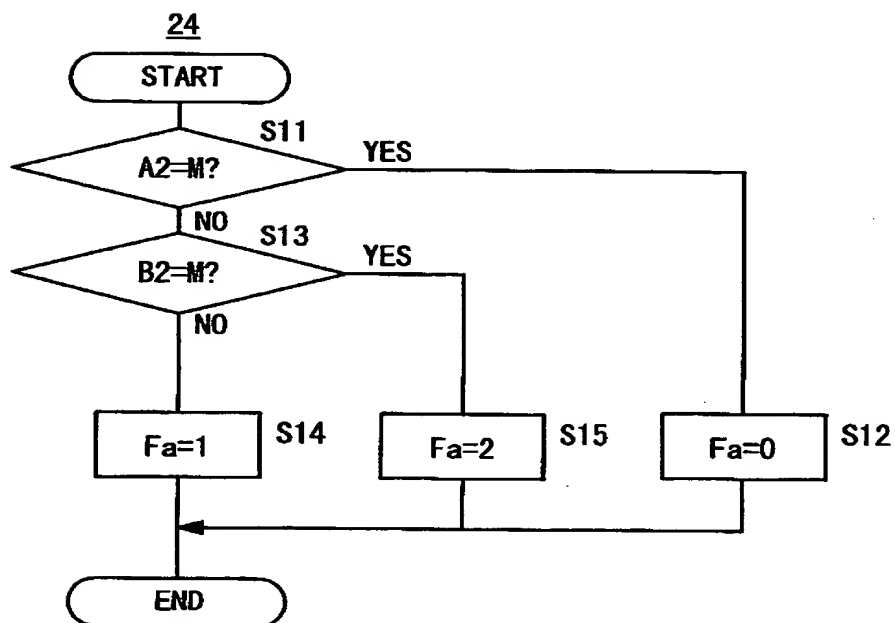 24
START
S11
A2=M?
YES
NO
S13
B2=M?
YES
NO
Fa=1
S14
Fa=2
S15
Fa=0
S12
END